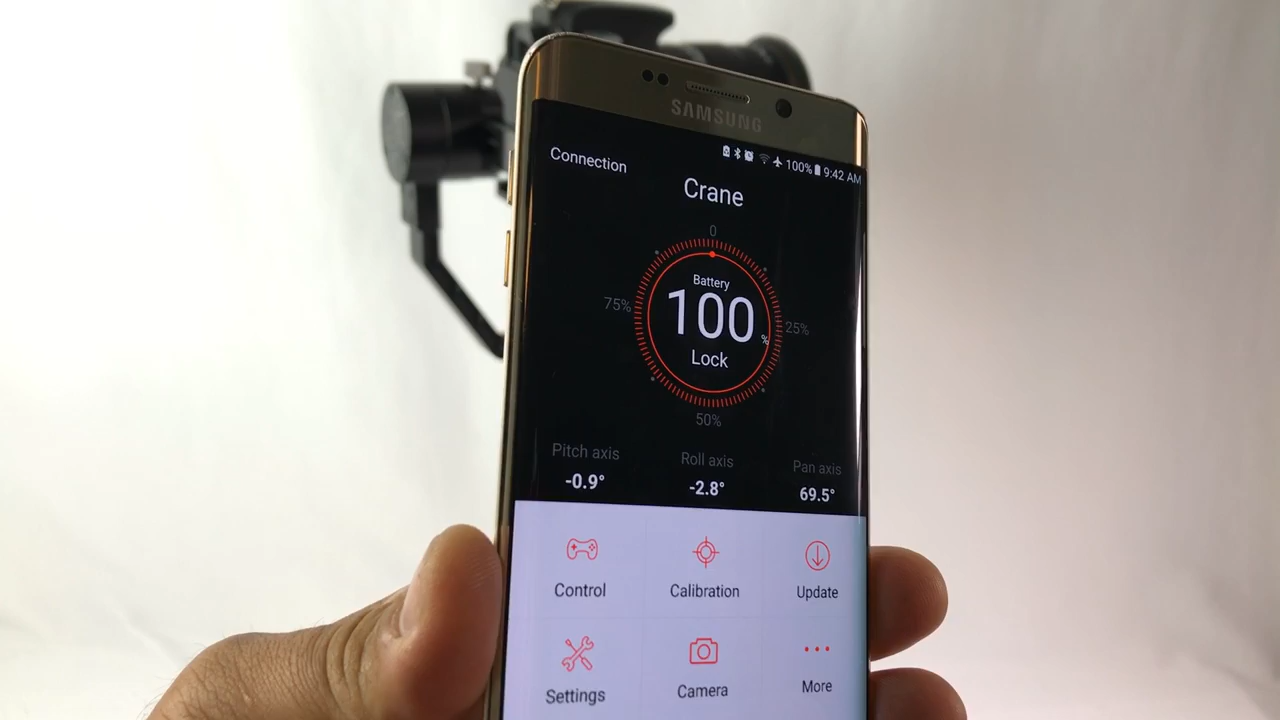 SAMSUNG
100% 9:42 AM
Connection
Crane
0
Battery
75% 100% 25%
Lock
50%
Pitch axis Roll axis Pan axis
-0.9° -2.8° 69.5°
Control Calibration Update
Settings Camera More